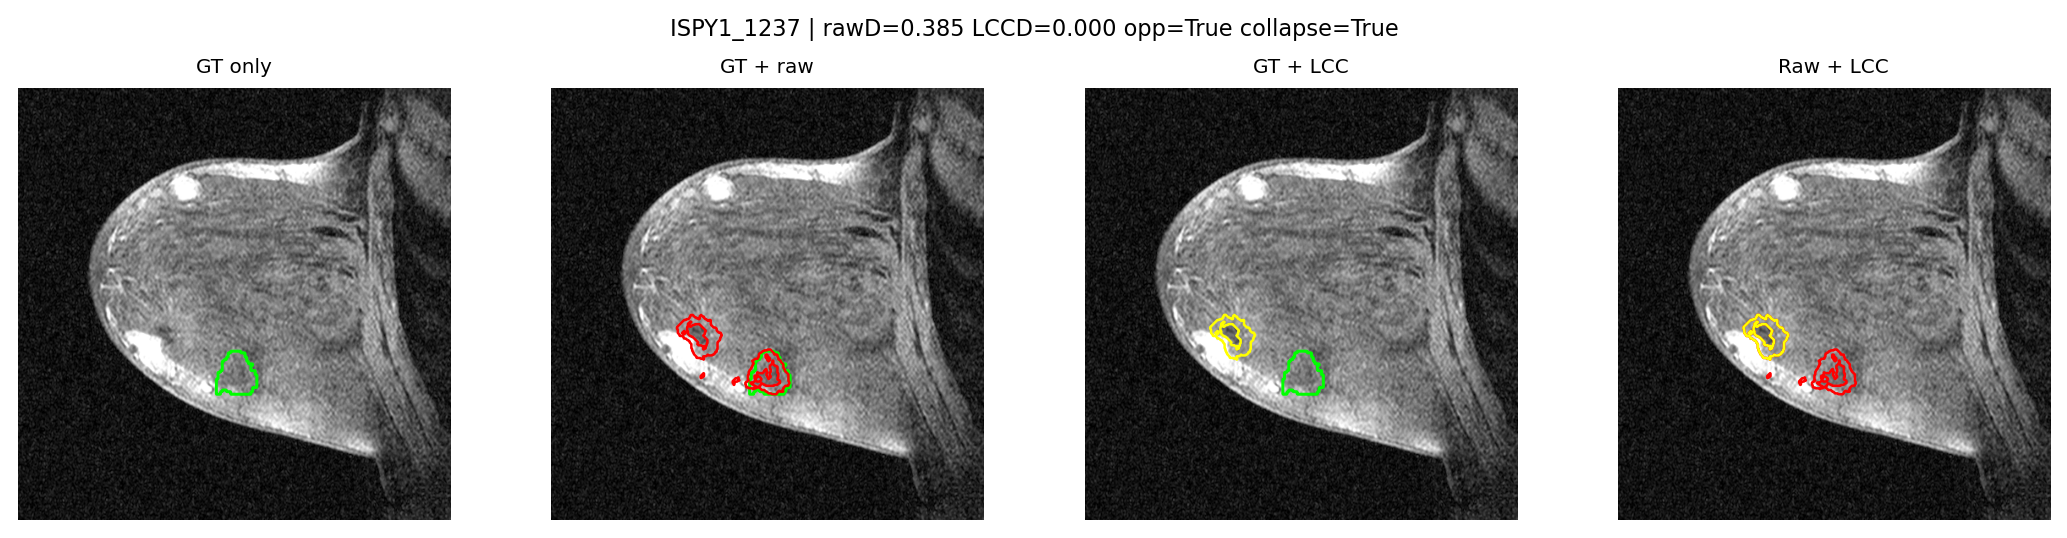 ISPY1_1237 | rawD=0.385 LCCD=0.000 opp=True collapse=True
GT only
GT + raw
GT + LCC
Raw + LCC